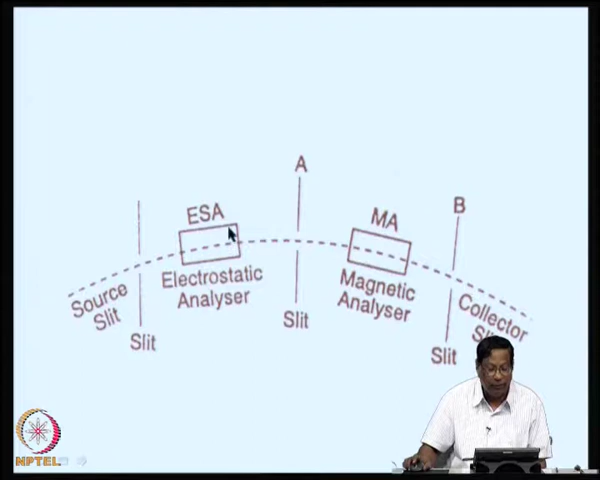 A
B
ESA
MA
Electrostatic
Analyser
Magnetic
Analyser
Source
Slit
Collector
Slit
Slit
Slit
NPTEL